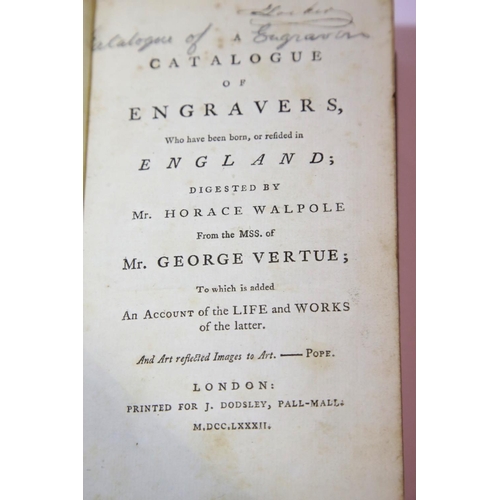 Catalogue of Engravers
A
CATALOGUE
OF
ENGRAVERS,
Who have been born, or reſided in
ENGLAND;
DIGESTED BY
Mr. HORACE WALPOLE
From the MSS. of
Mr. GEORGE VERTUE;
To which is added
An ACCOUNT of the LIFE and WORKS
of the latter.
And Art reflected Images to Art. —— POPE.
LONDON:
PRINTED FOR J. DODSLEY, PALL-MALL.
M.DCC.LXXXII.